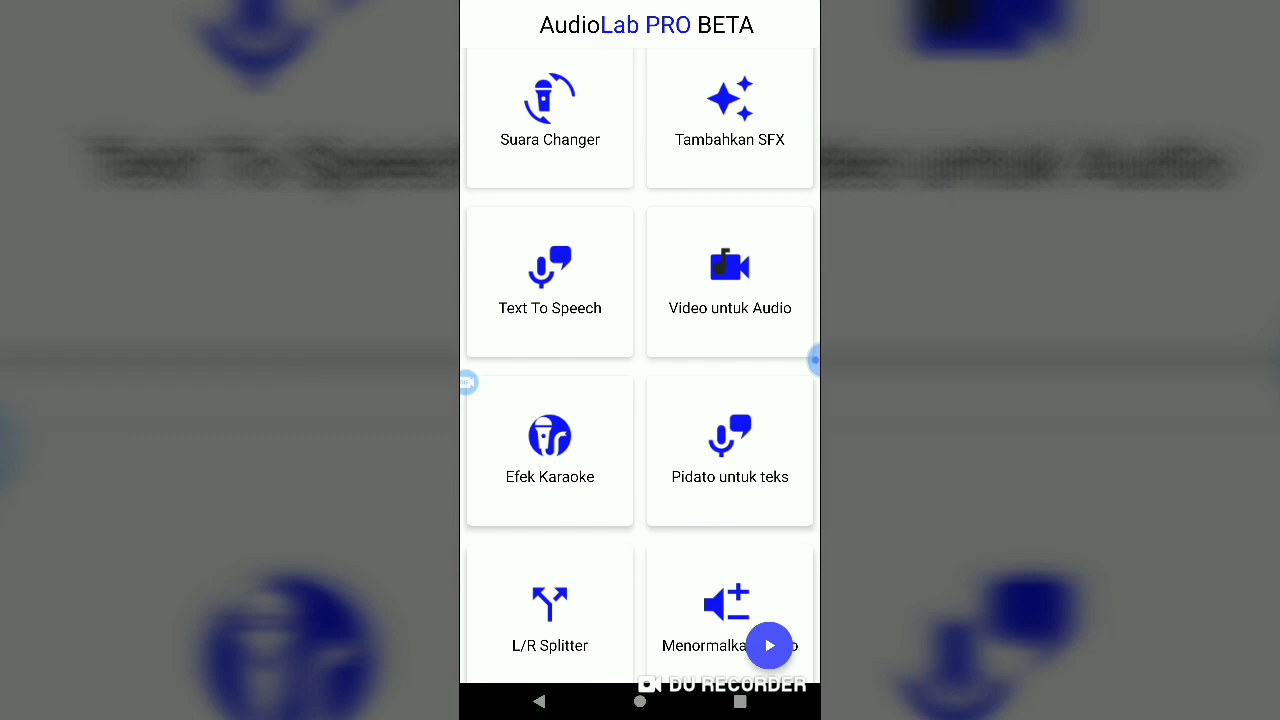 AudioLab PRO BETA
Suara Changer
Tambahkan SFX
Text To Speech
Video untuk Audio
Efek Karaoke
Pidato untuk teks
L/R Splitter
DU RECORDER